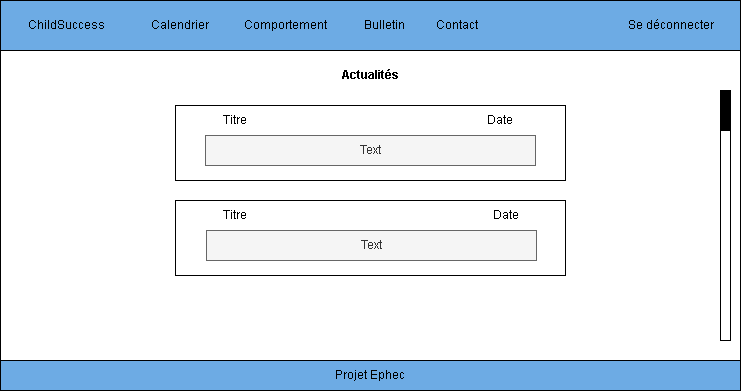 ChildSuccess Calendrier Comportement Bulletin Contact Se déconnecter
Actualités
Titre Date
Text
Titre Date
Text
Projet Ephec